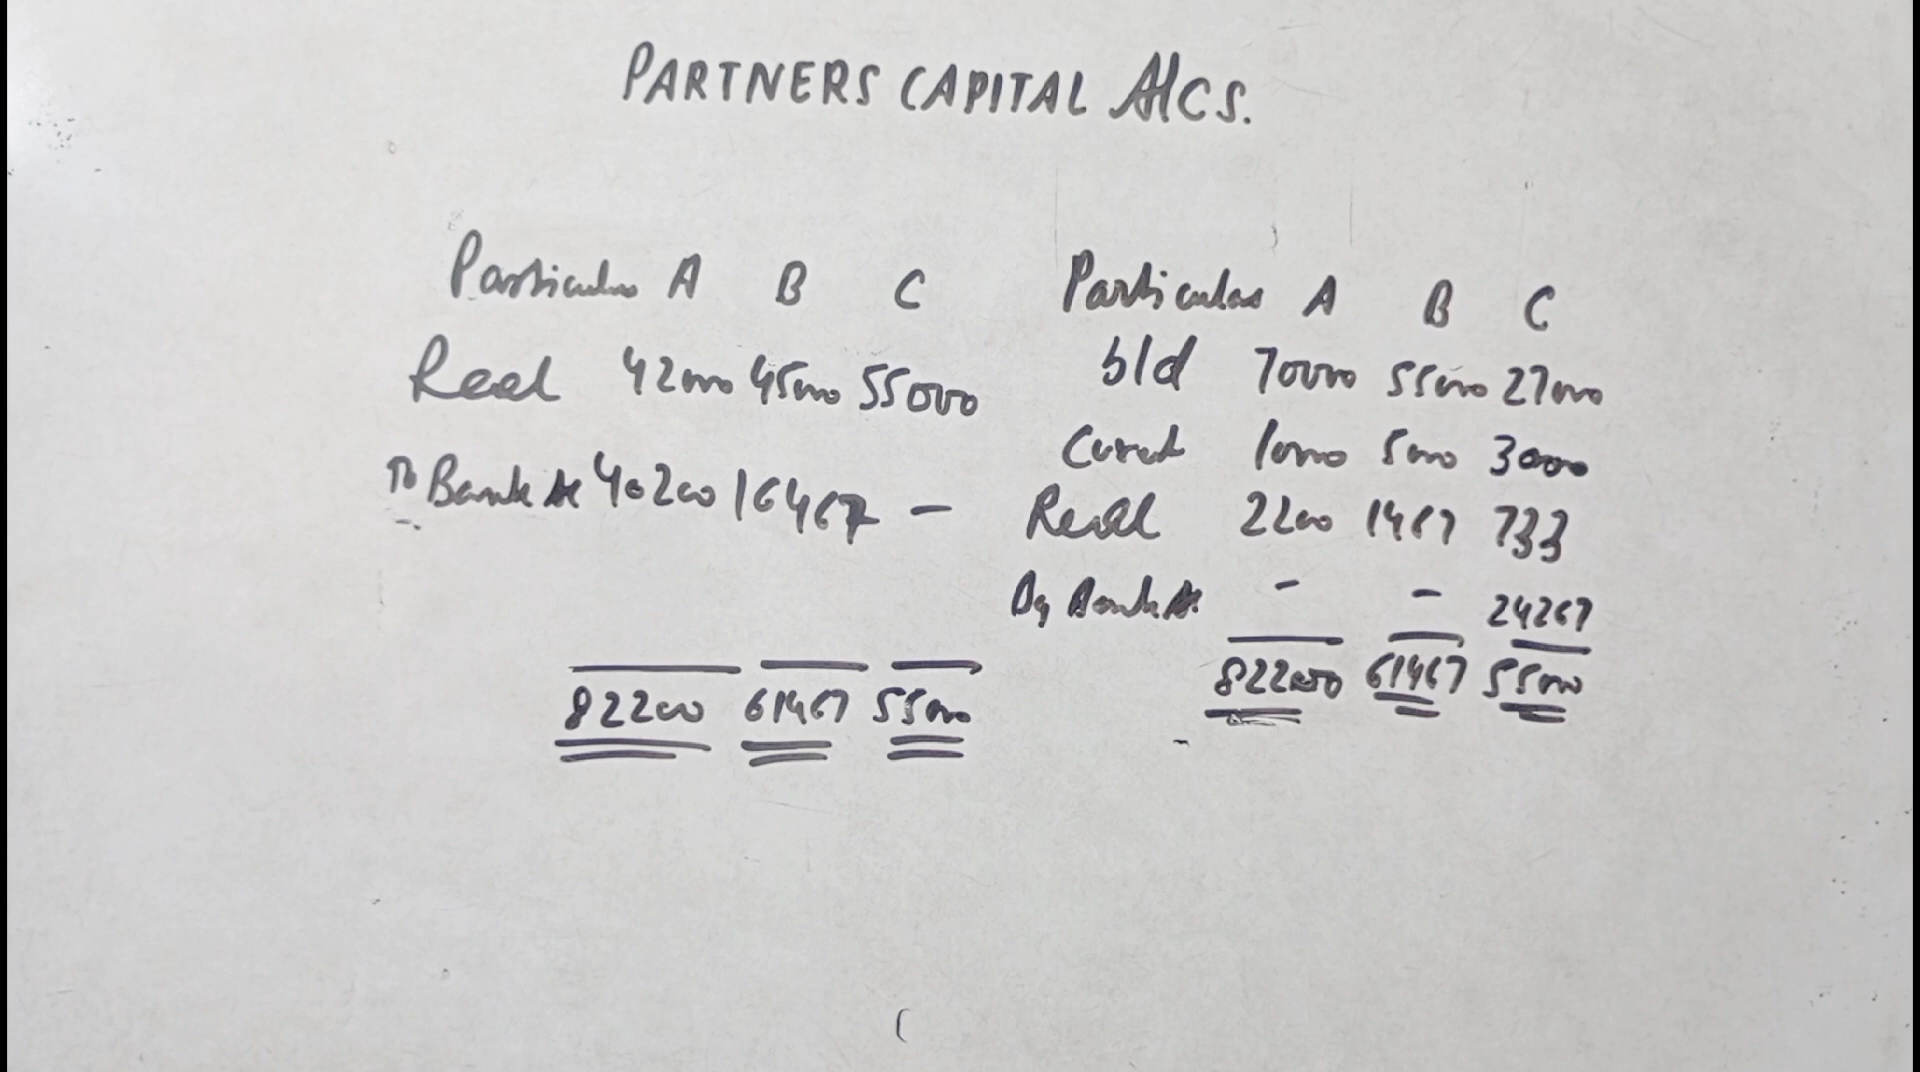 PARTNERS CAPITAL A/cs.
Particulars A B C
Real 42000 45000 55000
To Bank A/c 40200 16467 -
82200 61467 55000
Particulars A B C
b/d 70000 55000 27000
Current 10000 5000 3000
Real 2200 1467 733
By Bank A/c - - 24267
82200 61467 55000